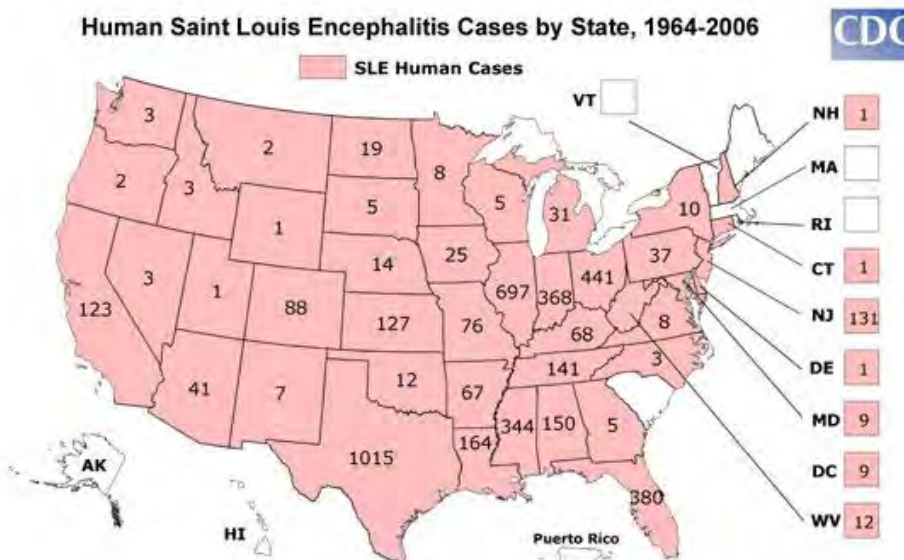 Human Saint Louis Encephalitis Cases by State, 1964-2006
CDC
SLE Human Cases
VT
NH 1
MA
RI
CT 1
NJ 131
DE 1
MD 9
DC 9
WV 12
3
2
19
8
2
3
5
5
31
10
1
14
25
37
123
3
1
88
127
76
697
368
441
68
8
41
7
12
67
141
3
1015
164
344
150
5
380
AK
HI
Puerto Rico